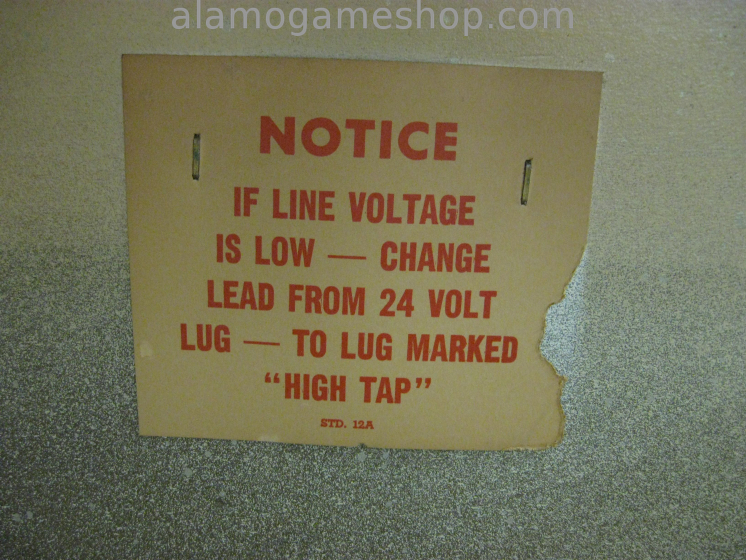 alamogameshop.com
NOTICE
IF LINE VOLTAGE
IS LOW — CHANGE
LEAD FROM 24 VOLT
LUG — TO LUG MARKED
“HIGH TAP”
STD. 12A